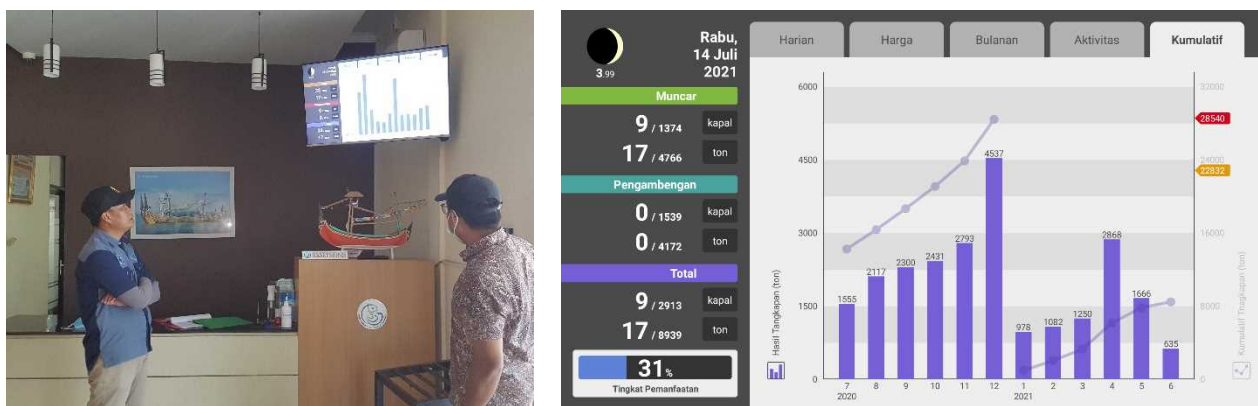 Rabu,
14 Juli
2021
3.99
Muncar
9 / 1374 kapal
17 / 4766 ton
Pengambengan
0 / 1539 kapal
0 / 4172 ton
Total
9 / 2913 kapal
17 / 8939 ton
31%
Tingkat Pemanfaatan
Harian Harga Bulanan Aktivitas Kumulatif
6000
4500
3000
1500
0
Hasil Tangkapan (ton)
1555
2117
2300
2431
2793
4537
978
1082
1250
2868
1666
635
7 8 9 10 11 12 1 2 3 4 5 6
2020 2021
32000
28540
24000
22832
16000
8000
0
Kumulatif Tnagkapan (ton)